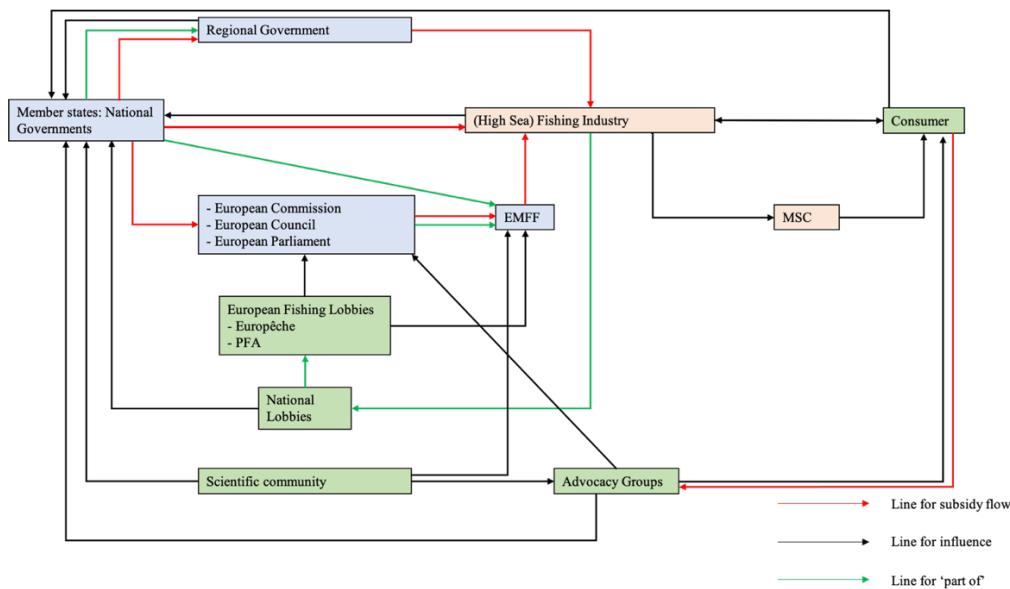 Regional Government
Member states: National
Governments
(High Sea) Fishing Industry
Consumer
- European Commission
- European Council
- European Parliament
EMFF
MSC
European Fishing Lobbies
- Europêche
- PFA
National
Lobbies
Scientific community
Advocacy Groups
Line for subsidy flow
Line for influence
Line for ‘part of’